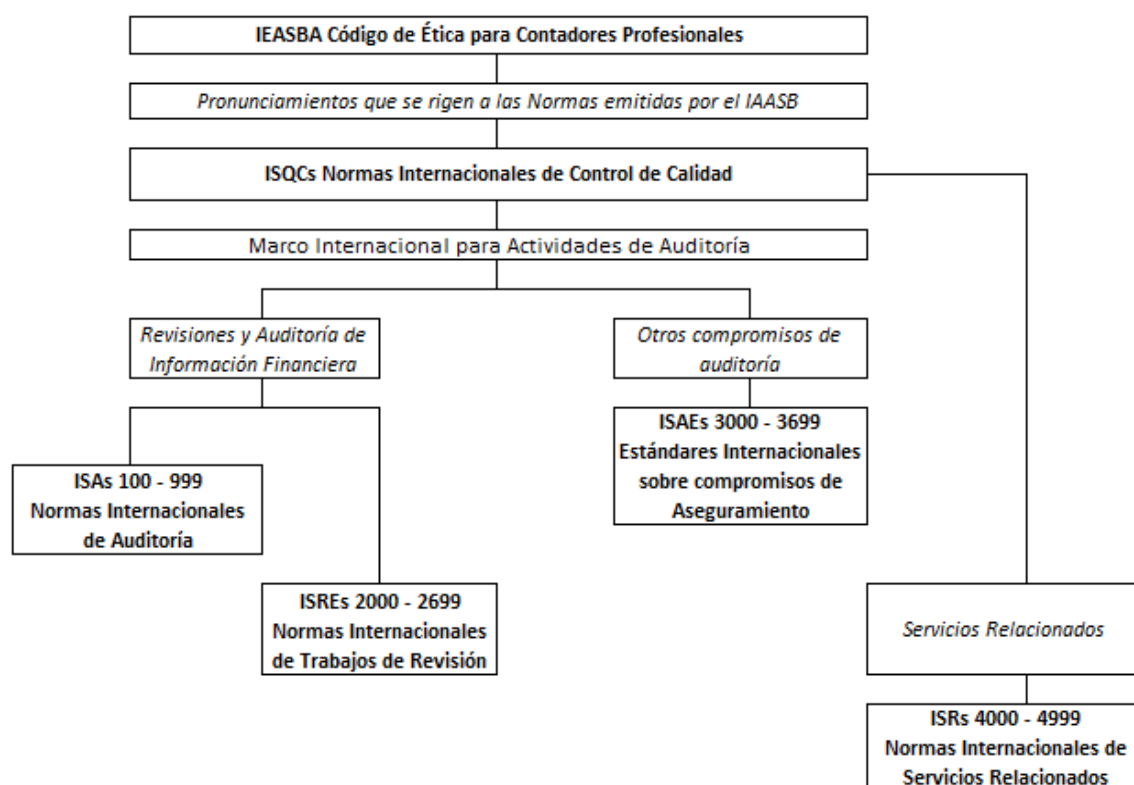 IEASBA Código de Ética para Contadores Profesionales
Pronunciamientos que se rigen a las Normas emitidas por el IAASB
ISQCs Normas Internacionales de Control de Calidad
Marco Internacional para Actividades de Auditoría
Revisiones y Auditoría de
Información Financiera
Otros compromisos de
auditoría
ISAs 100 - 999
Normas Internacionales
de Auditoría
ISAEs 3000 - 3699
Estándares Internacionales
sobre compromisos de
Aseguramiento
ISREs 2000 - 2699
Normas Internacionales
de Trabajos de Revisión
Servicios Relacionados
ISRs 4000 - 4999
Normas Internacionales de
Servicios Relacionados